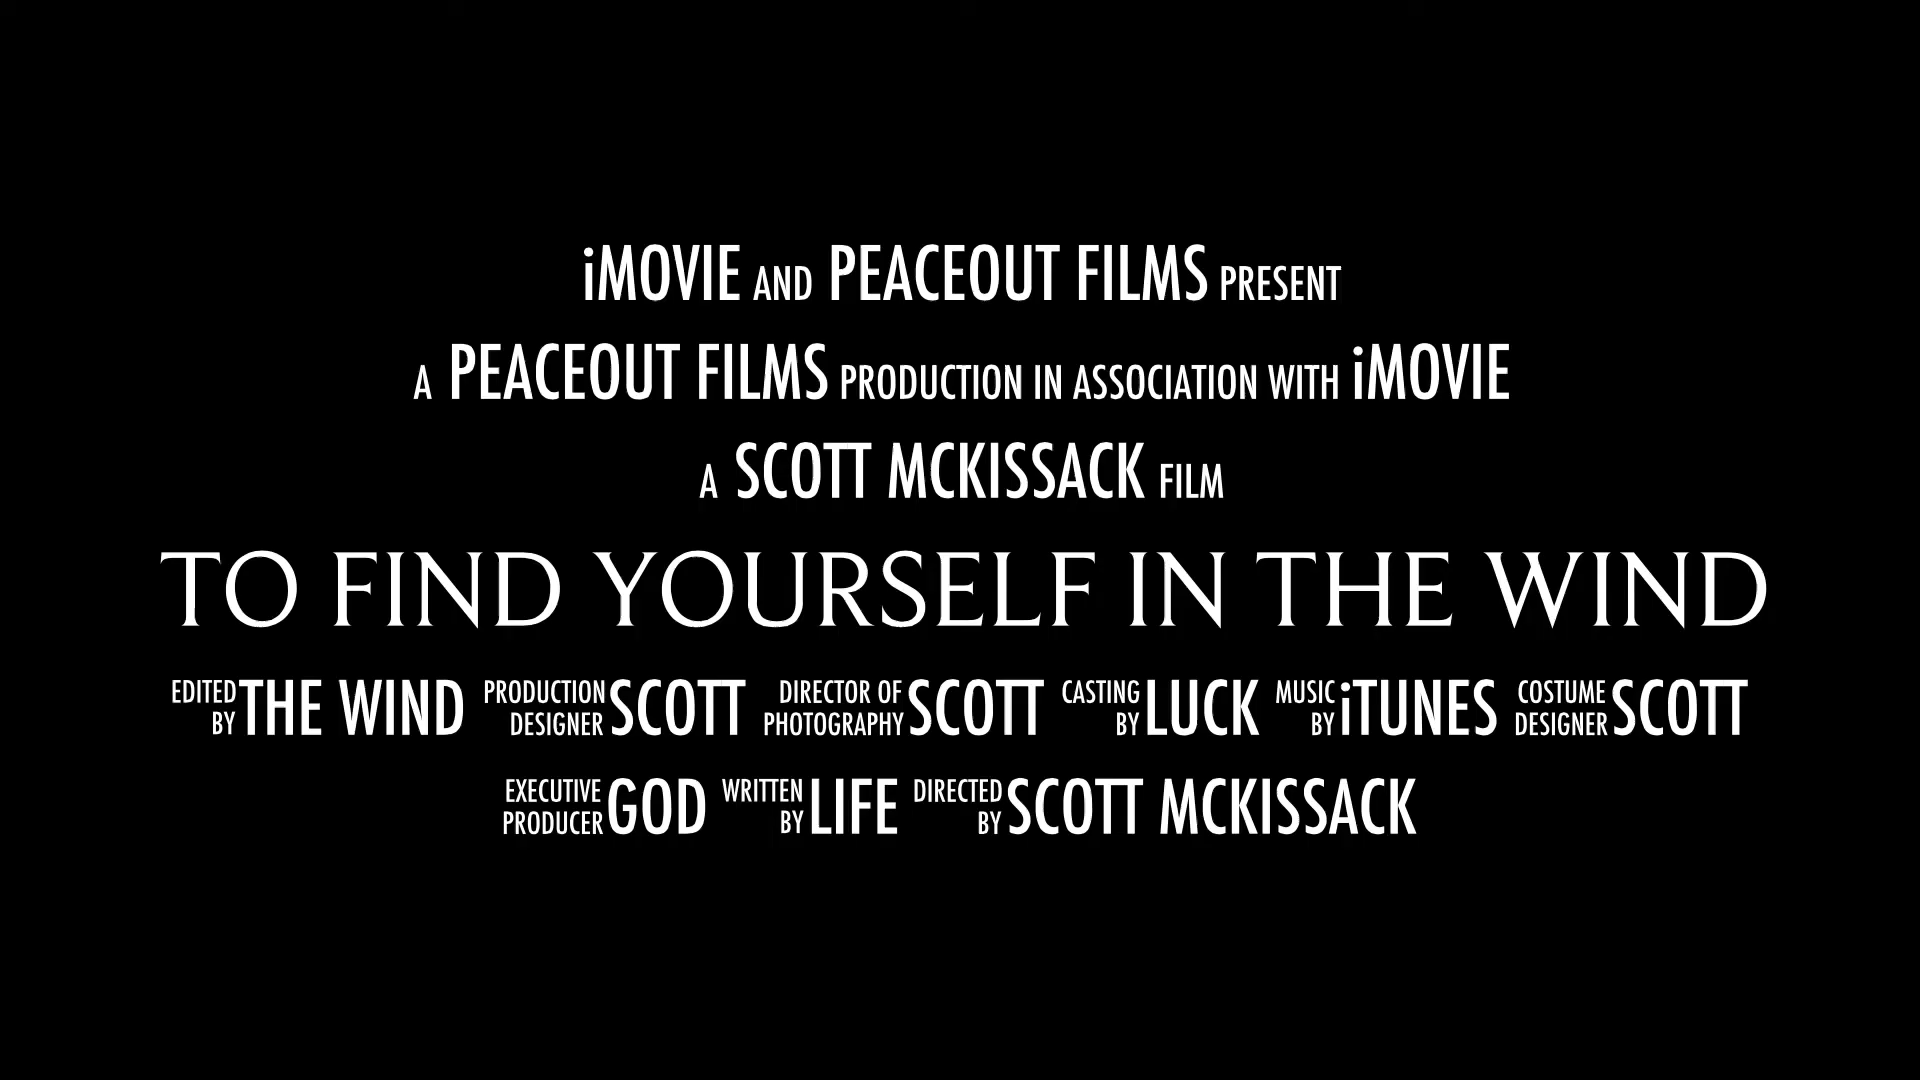 iMOVIE AND PEACEOUT FILMS PRESENT
A PEACEOUT FILMS PRODUCTION IN ASSOCIATION WITH iMOVIE
A SCOTT MCKISSACK FILM
TO FIND YOURSELF IN THE WIND
EDITED BY THE WIND PRODUCTION DESIGNER SCOTT DIRECTOR OF PHOTOGRAPHY SCOTT CASTING BY LUCK MUSIC BY iTUNES COSTUME DESIGNER SCOTT
EXECUTIVE PRODUCER GOD WRITTEN BY LIFE DIRECTED BY SCOTT MCKISSACK